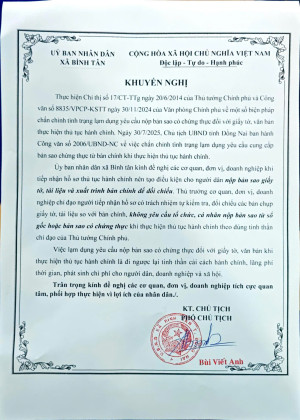 ỦY BAN NHÂN DÂN
XÃ BÌNH TÂN
CỘNG HÒA XÃ HỘI CHỦ NGHĨA VIỆT NAM
Độc lập - Tự do - Hạnh phúc
KHUYẾN NGHỊ
Thực hiện Chỉ thị số 17/CT-TTg ngày 20/6/2014 của Thủ tướng Chính phủ và Công
văn số 8835/VPCP-KSTT ngày 30/11/2024 của Văn phòng Chính phủ về một số biện pháp
chấn chỉnh tình trạng lạm dụng yêu cầu nộp bản sao có chứng thực đối với giấy tờ, văn bản khi
thực hiện thủ tục hành chính. Ngày 30/7/2025, Chủ tịch UBND tỉnh Đồng Nai ban hành
Công văn số 2006/UBND-NC về việc chấn chỉnh tình trạng lạm dụng yêu cầu cung cấp
bản sao chứng thực từ bản chính khi thực hiện thủ tục hành chính.
Ủy ban nhân dân xã Bình Tân kính đề nghị các cơ quan, đơn vị, doanh nghiệp khi
tiếp nhận hồ sơ thủ tục hành chính nên tạo điều kiện cho người dân nộp bản sao giấy
tờ, tài liệu và xuất trình bản chính để đối chiếu. Thủ trưởng cơ quan, đơn vị, doanh
nghiệp chỉ đạo người tiếp nhận hồ sơ có trách nhiệm tự kiểm tra, đối chiếu các bản chụp
giấy tờ, tài liệu so với bản chính, không yêu cầu tổ chức, cá nhân nộp bản sao từ sổ
gốc hoặc bản sao có chứng thực khi thực hiện thủ tục hành chính theo đúng tinh thần
chỉ đạo của Thủ tướng Chính phủ.
Việc lạm dụng yêu cầu nộp bản sao có chứng thực đối với giấy tờ, văn bản khi
thực hiện thủ tục hành chính là đi ngược lại tinh thần cải cách hành chính, lãng phí
thời gian, phát sinh chi phí cho người dân, doanh nghiệp và xã hội.
Trân trọng kính đề nghị các cơ quan, đơn vị, doanh nghiệp tích cực quan
tâm, phối hợp thực hiện vì lợi ích của nhân dân./.
KT. CHỦ TỊCH
PHÓ CHỦ TỊCH
Bùi Viết Anh